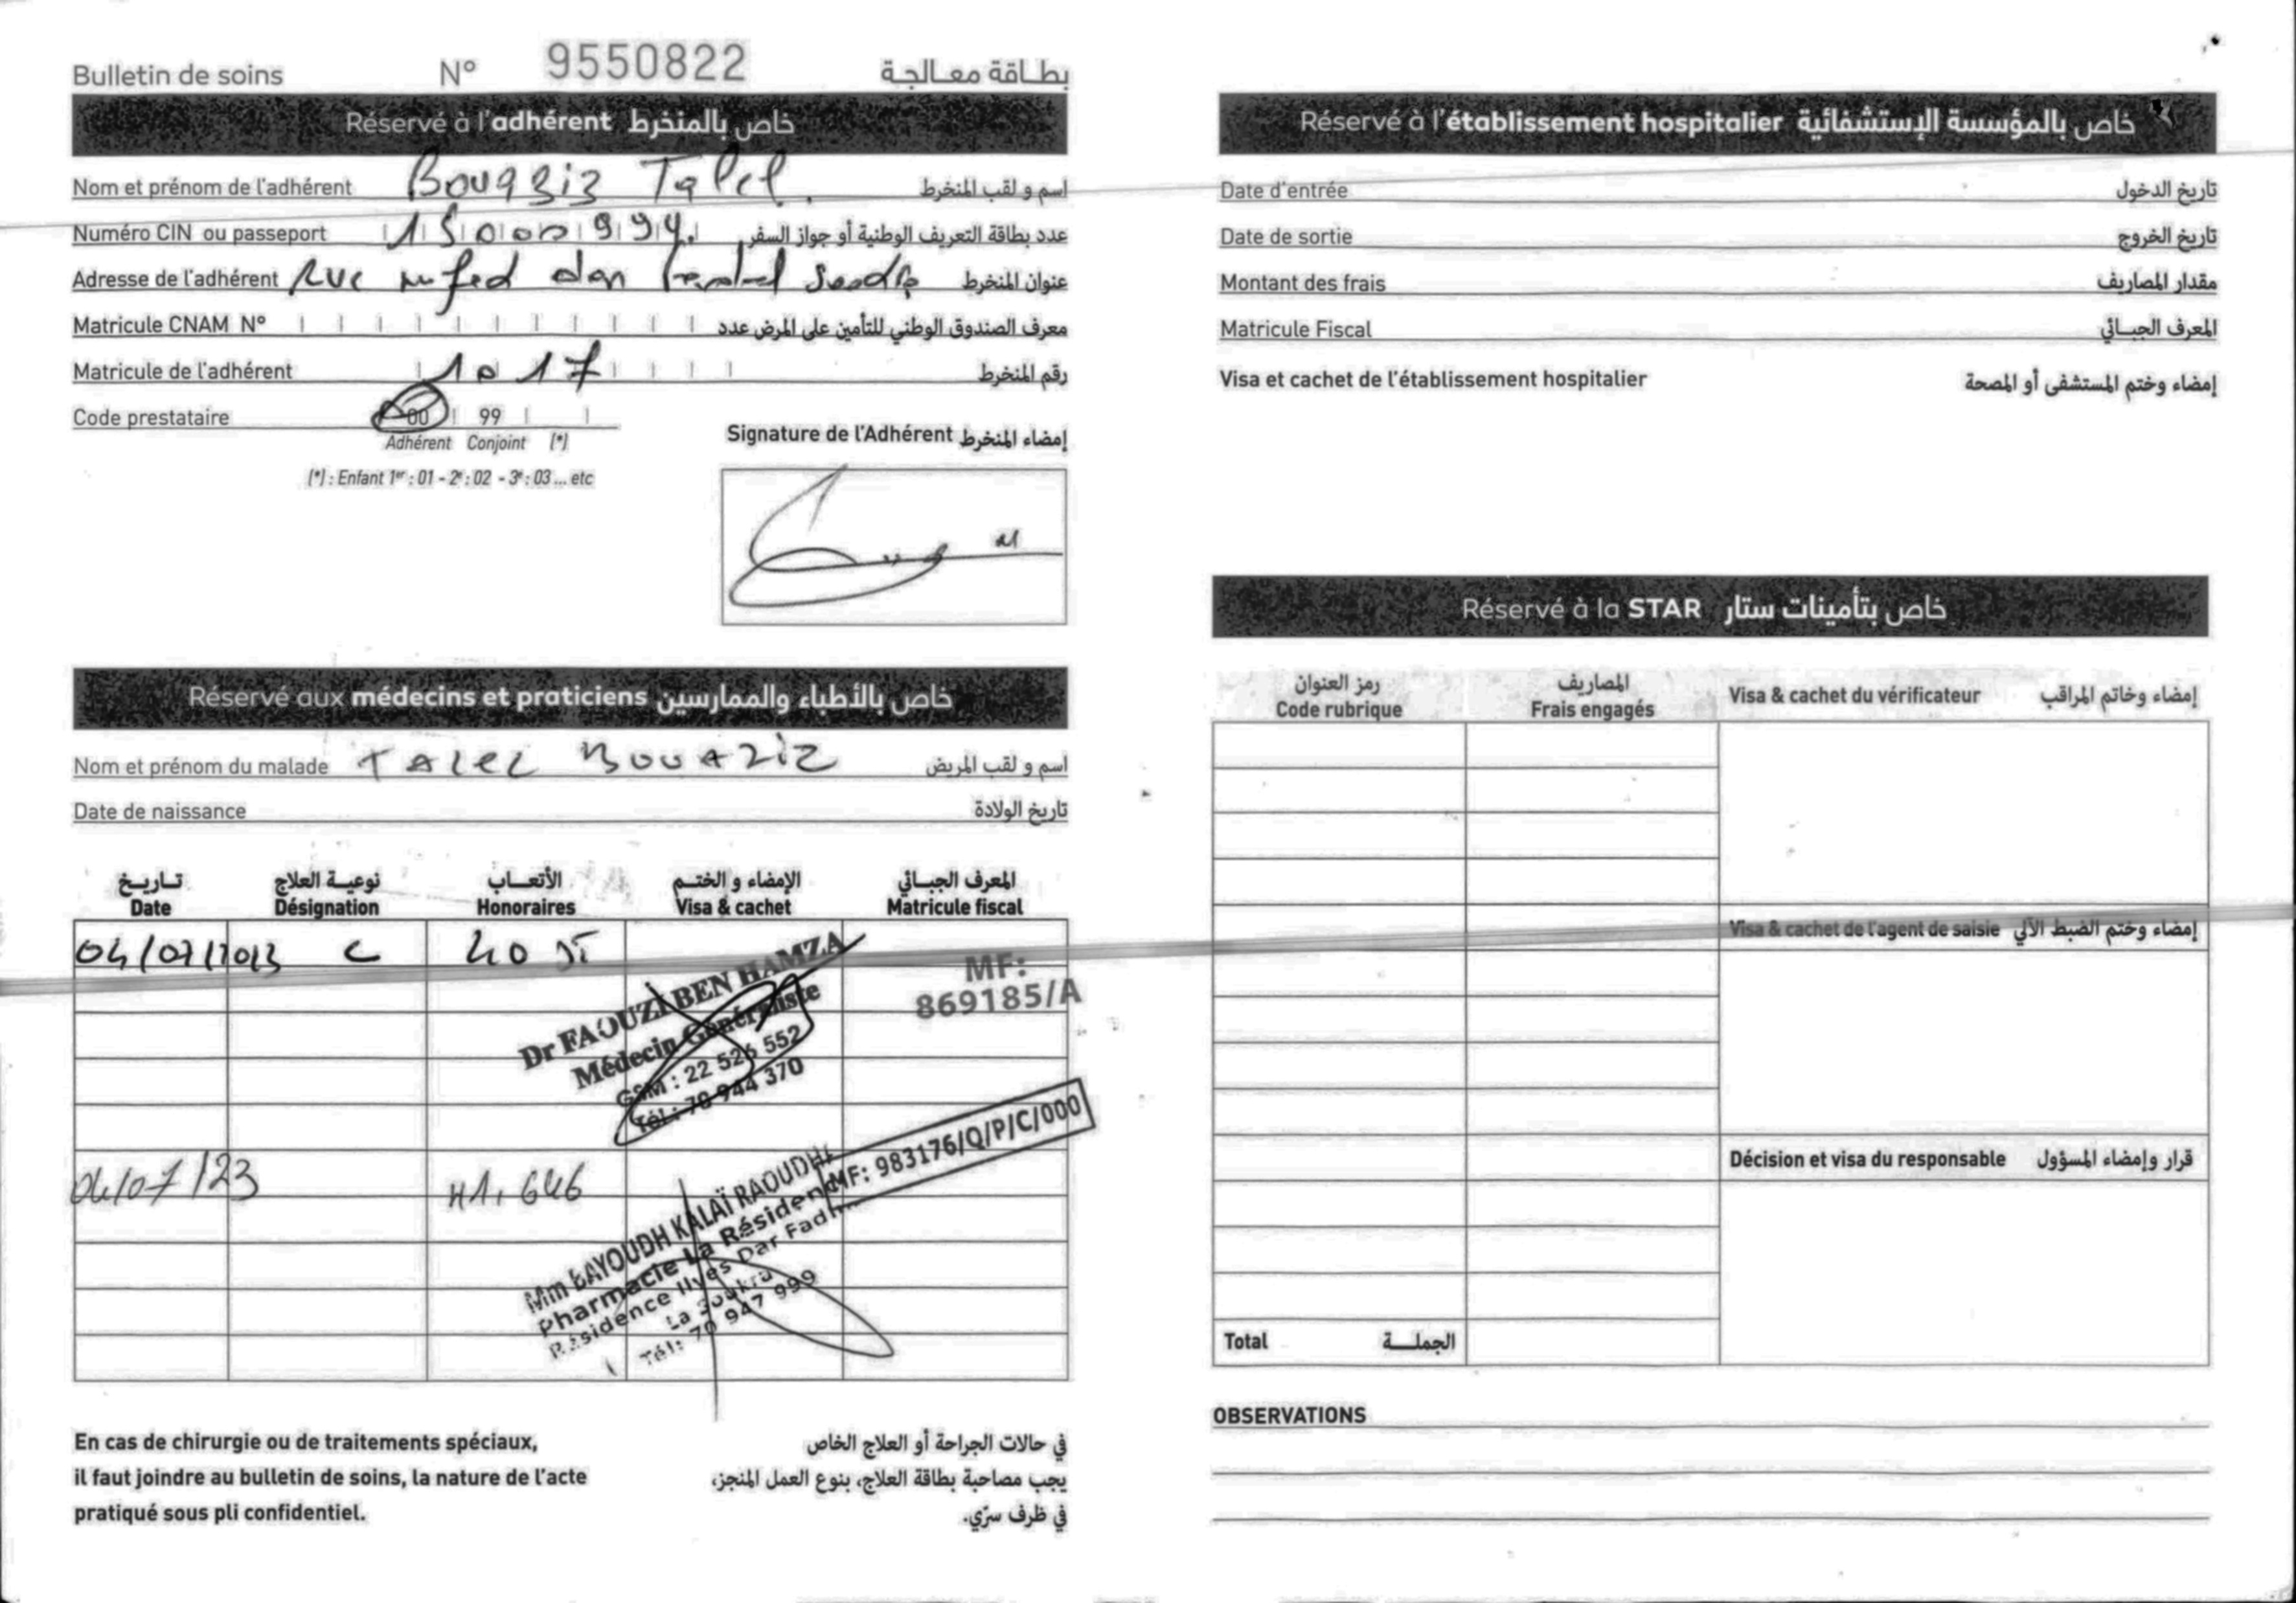 Bulletin de soins N° 9550822 بطاقة معالجة
Réservé à l'adhérent خاص بالمنخرط
Nom et prénom de l'adhérent Bouaziz Talel اسم و لقب المنخرط
Numéro CIN ou passeport عدد بطاقة التعريف الوطنية أو جواز السفر
Adresse de l'adhérent Rue عنوان المنخرط
Matricule CNAM N° معرف الصندوق الوطني للتأمين على المرض عدد
Matricule de l'adhérent 1017 رقم المنخرط
Code prestataire 00 99
Adhérent Conjoint (*)
(*) : Enfant 1er : 01 - 2e : 02 - 3e : 03 ... etc
Signature de l'Adhérent إمضاء المنخرط
Réservé aux médecins et praticiens خاص بالأطباء والممارسين
Nom et prénom du malade TALEL BOUAZIZ اسم و لقب المريض
Date de naissance تاريخ الولادة
تاريخ نوعية العلاج الأتعاب الإمضاء و الختم المعرف الجبائي
Date Désignation Honoraires Visa & cachet Matricule fiscal
04/07/2023 C 40 DT
Dr FAOUZI BEN HAMZA
Médecin Généraliste
GSM : 22 526 552
Tél : 70 944 370
MF:
869185/A
04/07/23
Mm BAYOUDH KALAÏ RAOUDHA
Pharmacie La Résidence
Résidence Ilyes Dar Fadhl
La Soukra
Tél: 70 947 999
MF: 983176/Q/P/C/000
En cas de chirurgie ou de traitements spéciaux,
il faut joindre au bulletin de soins, la nature de l'acte
pratiqué sous pli confidentiel.
في حالات الجراحة أو العلاج الخاص
يجب مصاحبة بطاقة العلاج، بنوع العمل المنجز،
في ظرف سرّي.
Réservé à l'établissement hospitalier خاص بالمؤسسة الإستشفائية
Date d'entrée تاريخ الدخول
Date de sortie تاريخ الخروج
Montant des frais مقدار المصاريف
Matricule Fiscal المعرف الجبائي
Visa et cachet de l'établissement hospitalier إمضاء وختم المستشفى أو المصحة
Réservé à la STAR خاص بتأمينات ستار
رمز العنوان المصاريف
Code rubrique Frais engagés
Visa & cachet du vérificateur إمضاء وخاتم المراقب
Visa & cachet de l'agent de saisie إمضاء وختم الضبط الآلي
Décision et visa du responsable قرار وإمضاء المسؤول
Total الجملة
OBSERVATIONS